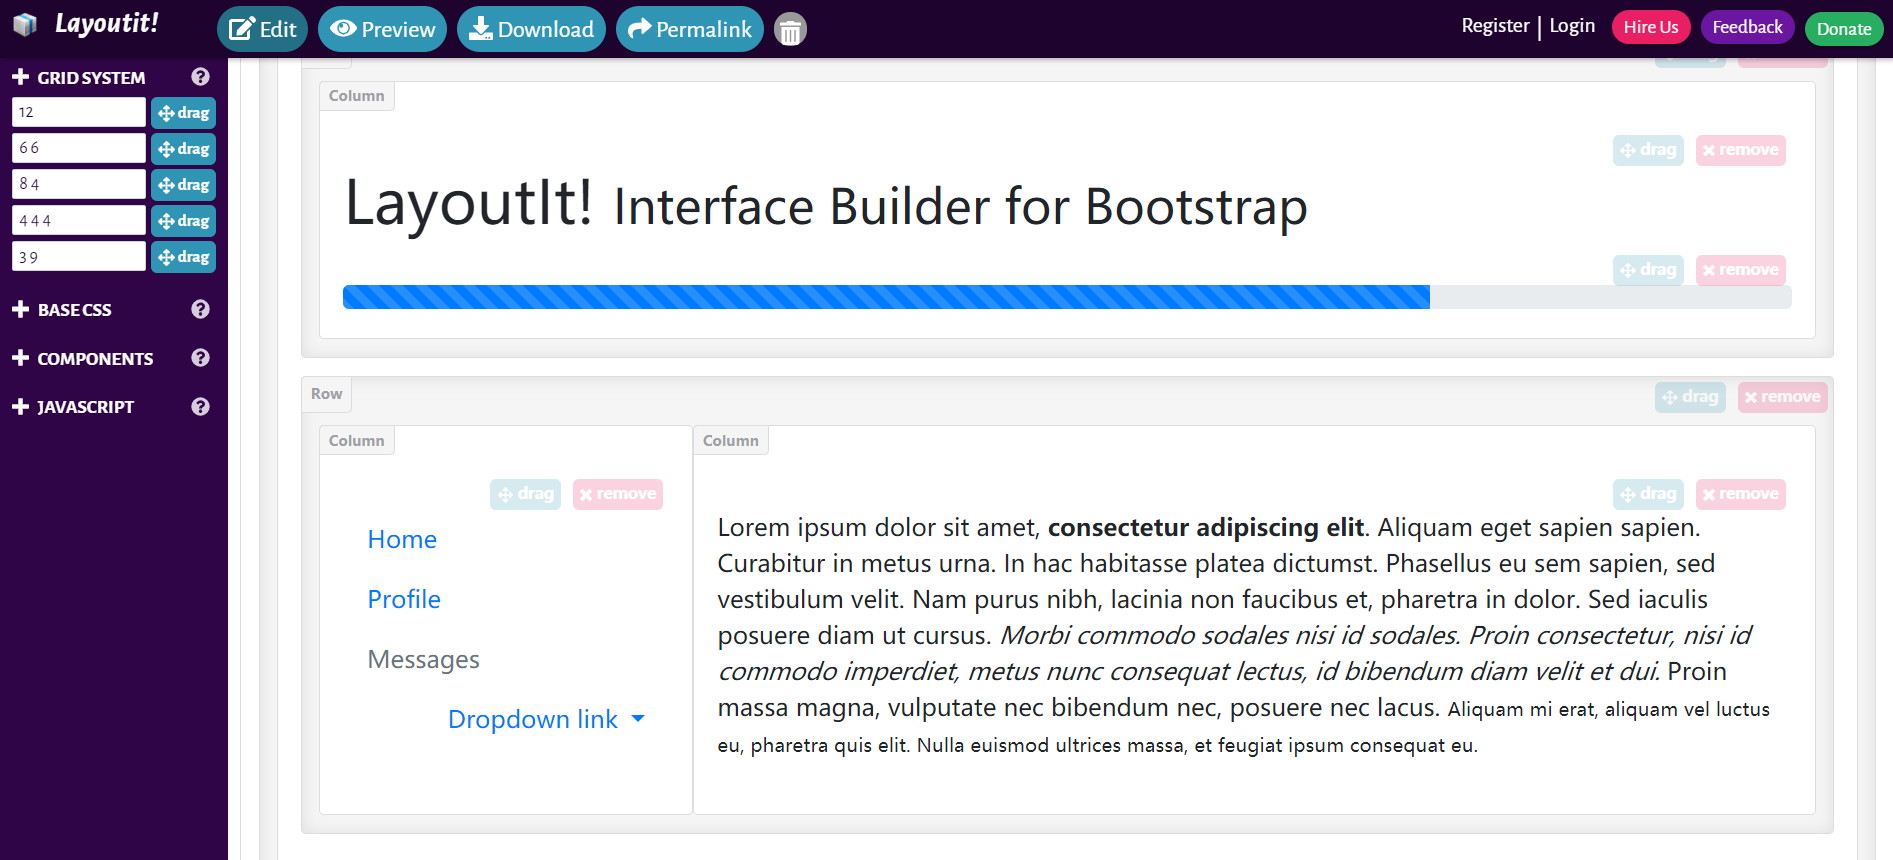 Layoutit!
Edit
Preview
Download
Permalink
Register | Login
Hire Us
Feedback
Donate
GRID SYSTEM
12
drag
6 6
drag
8 4
drag
4 4 4
drag
3 9
drag
BASE CSS
COMPONENTS
JAVASCRIPT
Column
drag
remove
LayoutIt! Interface Builder for Bootstrap
drag
remove
Row
drag
remove
Column
drag
remove
Home
Profile
Messages
Dropdown link
Column
drag
remove
Lorem ipsum dolor sit amet, consectetur adipiscing elit. Aliquam eget sapien sapien.
Curabitur in metus urna. In hac habitasse platea dictumst. Phasellus eu sem sapien, sed
vestibulum velit. Nam purus nibh, lacinia non faucibus et, pharetra in dolor. Sed iaculis
posuere diam ut cursus. Morbi commodo sodales nisi id sodales. Proin consectetur, nisi id
commodo imperdiet, metus nunc consequat lectus, id bibendum diam velit et dui. Proin
massa magna, vulputate nec bibendum nec, posuere nec lacus. Aliquam mi erat, aliquam vel luctus
eu, pharetra quis elit. Nulla euismod ultrices massa, et feugiat ipsum consequat eu.